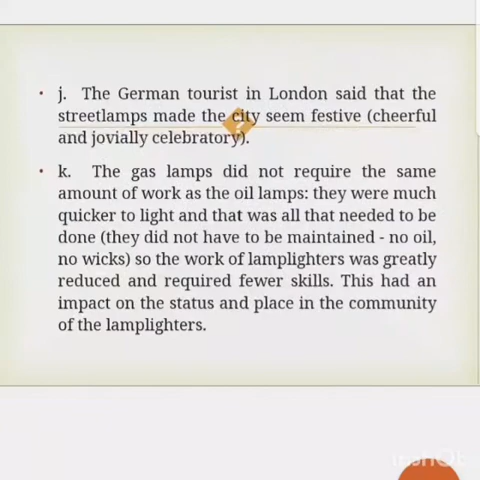 • j. The German tourist in London said that the
streetlamps made the city seem festive (cheerful
and jovially celebratory).
• k. The gas lamps did not require the same
amount of work as the oil lamps: they were much
quicker to light and that was all that needed to be
done (they did not have to be maintained - no oil,
no wicks) so the work of lamplighters was greatly
reduced and required fewer skills. This had an
impact on the status and place in the community
of the lamplighters.